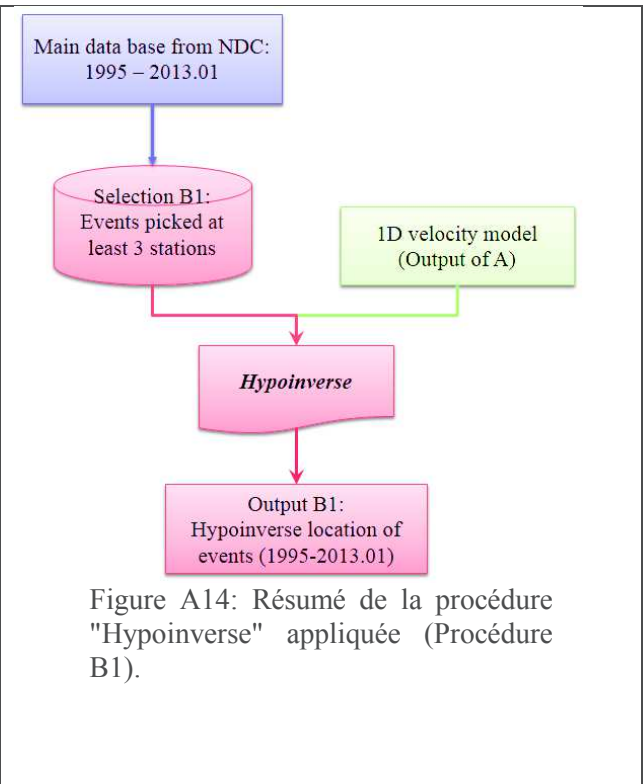 Main data base from NDC:
1995 – 2013.01
Selection B1:
Events picked at
least 3 stations
1D velocity model
(Output of A)
Hypoinverse
Output B1:
Hypoinverse location of
events (1995-2013.01)
Figure A14: Résumé de la procédure
"Hypoinverse" appliquée (Procédure
B1).